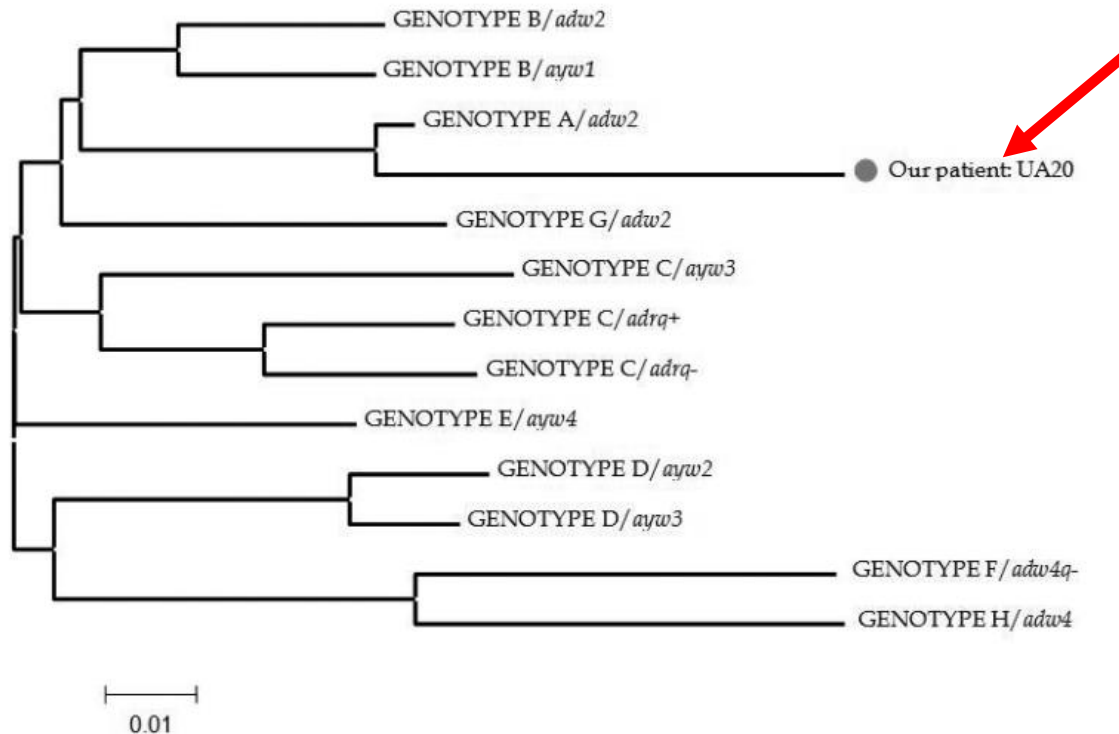 GENOTYPE B/adw2
GENOTYPE B/ayw1
GENOTYPE A/adw2
Our patient: UA20
GENOTYPE G/adw2
GENOTYPE C/ayw3
GENOTYPE C/adrq+
GENOTYPE C/adrq-
GENOTYPE E/ayw4
GENOTYPE D/ayw2
GENOTYPE D/ayw3
GENOTYPE F/adw4q-
GENOTYPE H/adw4
0.01